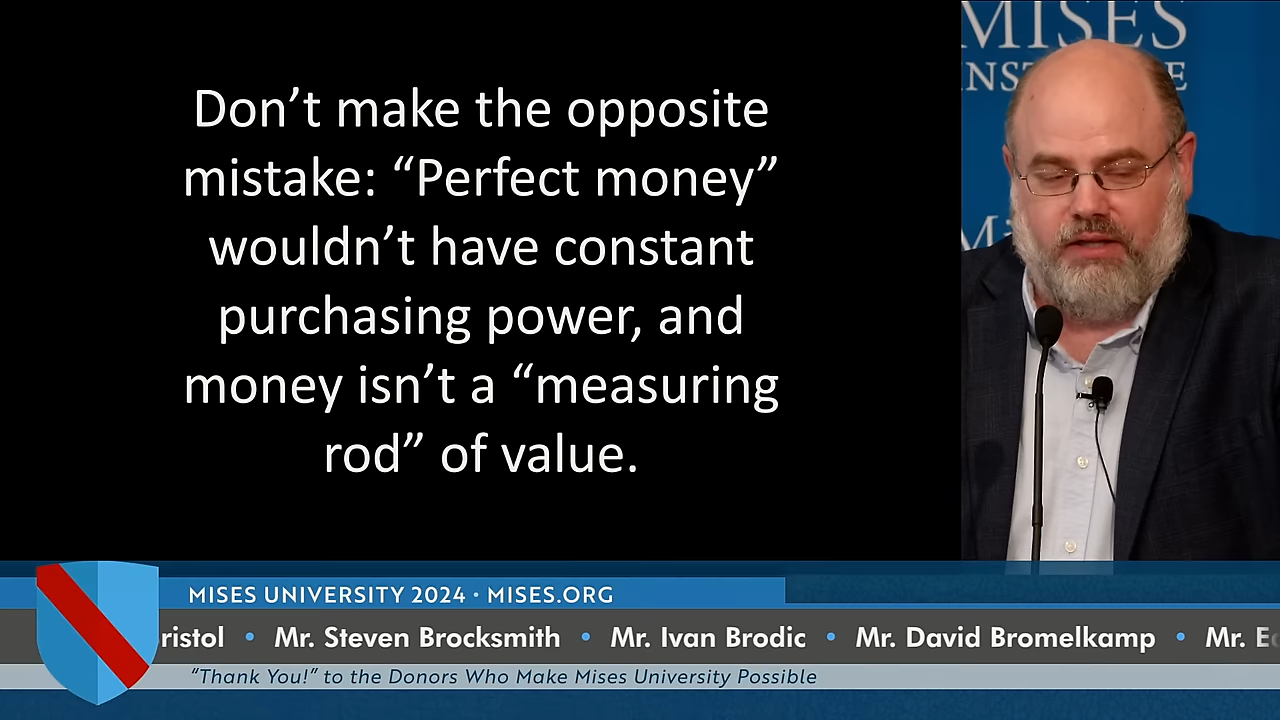 Don’t make the opposite
mistake: “Perfect money”
wouldn’t have constant
purchasing power, and
money isn’t a “measuring
rod” of value.
MISES
MISES UNIVERSITY 2024 • MISES.ORG
• Mr. Steven Brocksmith • Mr. Ivan Brodic • Mr. David Bromelkamp • Mr.
“Thank You!” to the Donors Who Make Mises University Possible